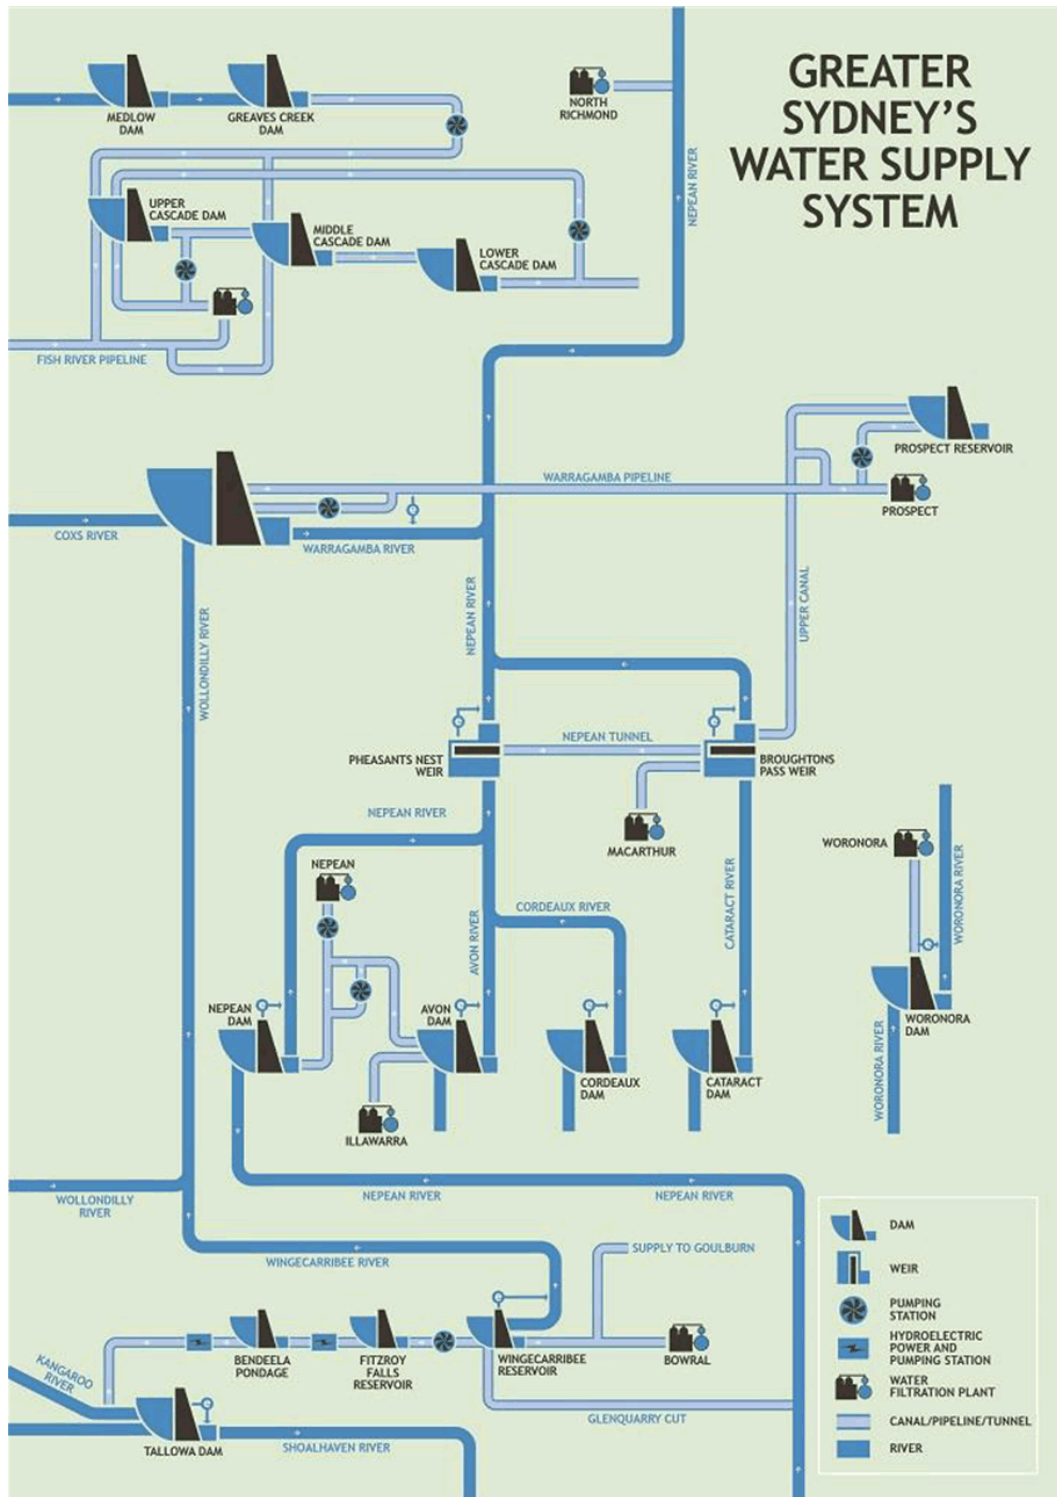 GREATER
SYDNEY'S
WATER SUPPLY
SYSTEM
MEDLOW
DAM
GREAVES CREEK
DAM
NORTH
RICHMOND
NEPEAN RIVER
UPPER
CASCADE DAM
MIDDLE
CASCADE DAM
LOWER
CASCADE DAM
FISH RIVER PIPELINE
PROSPECT RESERVOIR
WARRAGAMBA PIPELINE
PROSPECT
COXS RIVER
WARRAGAMBA RIVER
NEPEAN RIVER
UPPER CANAL
WOLLONDILLY RIVER
NEPEAN TUNNEL
PHEASANTS NEST
WEIR
BROUGHTONS
PASS WEIR
NEPEAN RIVER
MACARTHUR
WORONORA
WORONORA RIVER
NEPEAN
CORDEAUX RIVER
AVON RIVER
CATARACT RIVER
NEPEAN
DAM
AVON
DAM
CORDEAUX
DAM
CATARACT
DAM
WORONORA
DAM
WORONORA RIVER
ILLAWARRA
WOLLONDILLY
RIVER
NEPEAN RIVER
NEPEAN RIVER
WINGECARRIBEE RIVER
SUPPLY TO GOULBURN
BENDEELA
PONDAGE
FITZROY
FALLS
RESERVOIR
WINGECARRIBEE
RESERVOIR
BOWRAL
KANGAROO
RIVER
GLENQUARRY CUT
TALLOWA DAM
SHOALHAVEN RIVER
DAM
WEIR
PUMPING
STATION
HYDROELECTRIC
POWER AND
PUMPING STATION
WATER
FILTRATION PLANT
CANAL/PIPELINE/TUNNEL
RIVER